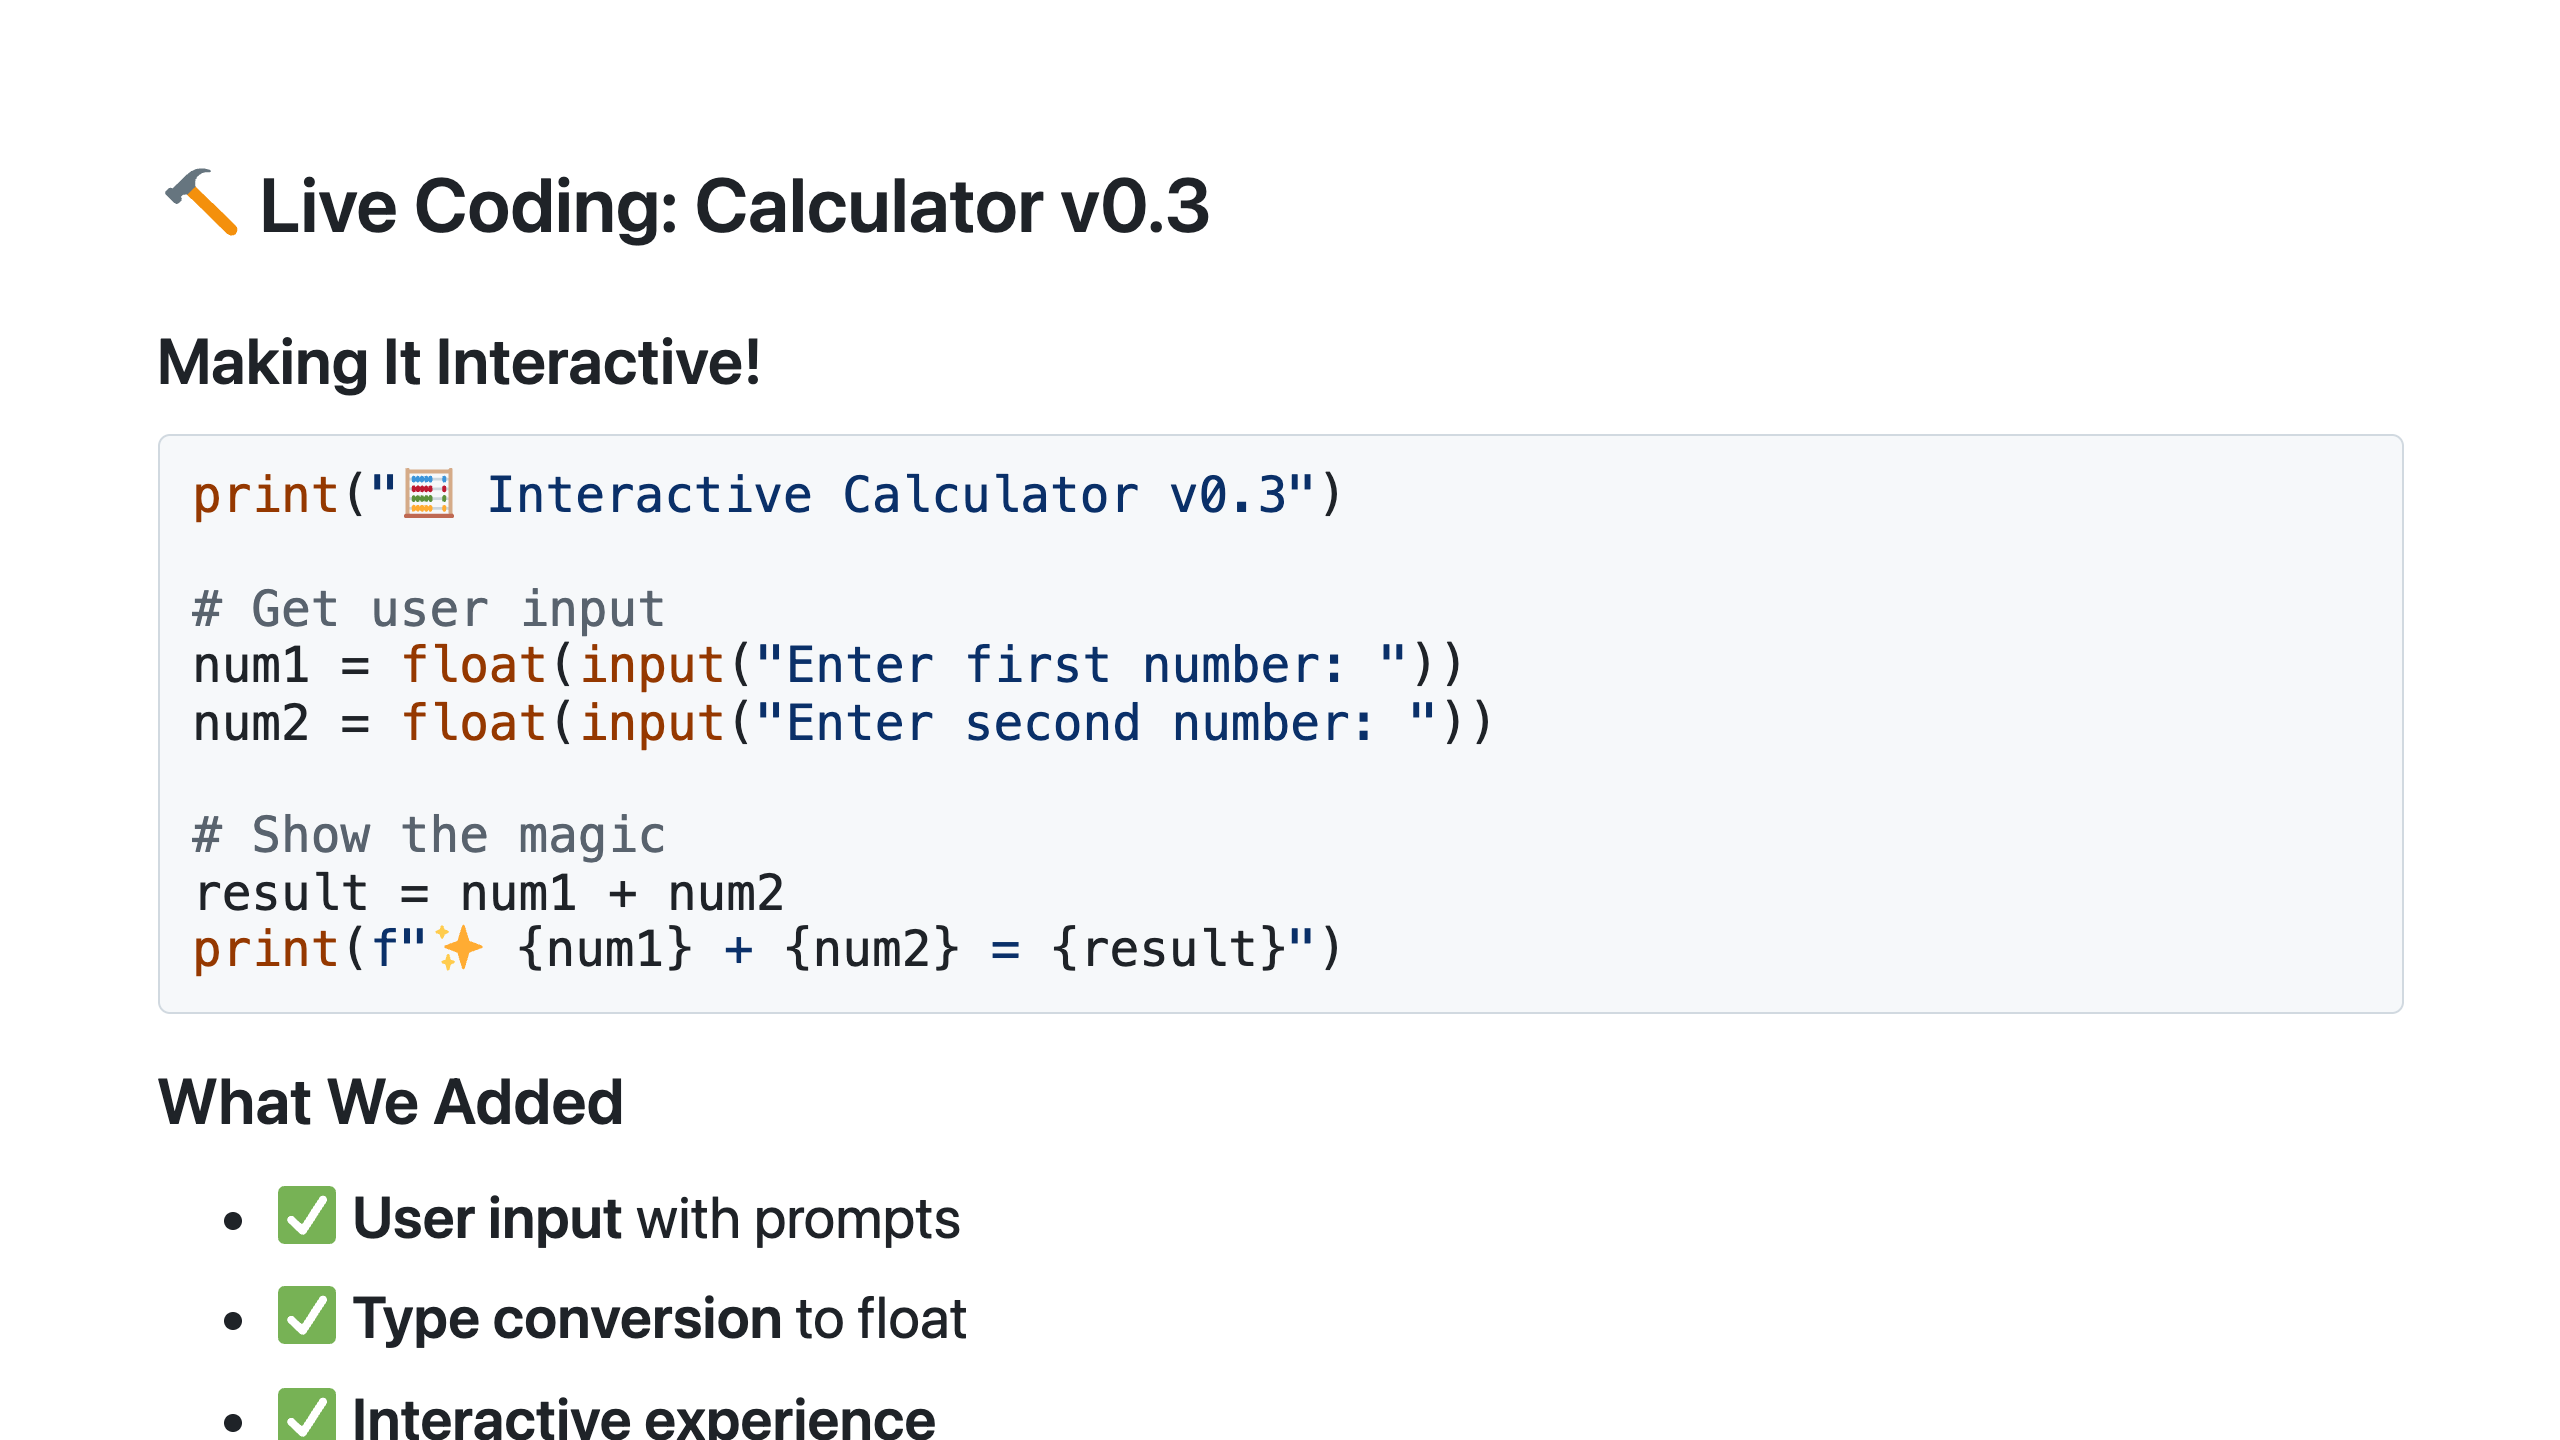 🔨 Live Coding: Calculator v0.3
Making It Interactive!
print("🧮 Interactive Calculator v0.3")
# Get user input
num1 = float(input("Enter first number: "))
num2 = float(input("Enter second number: "))
# Show the magic
result = num1 + num2
print(f"✨ {num1} + {num2} = {result}")
What We Added
• ✅ User input with prompts
• ✅ Type conversion to float
• ✅ Interactive experience